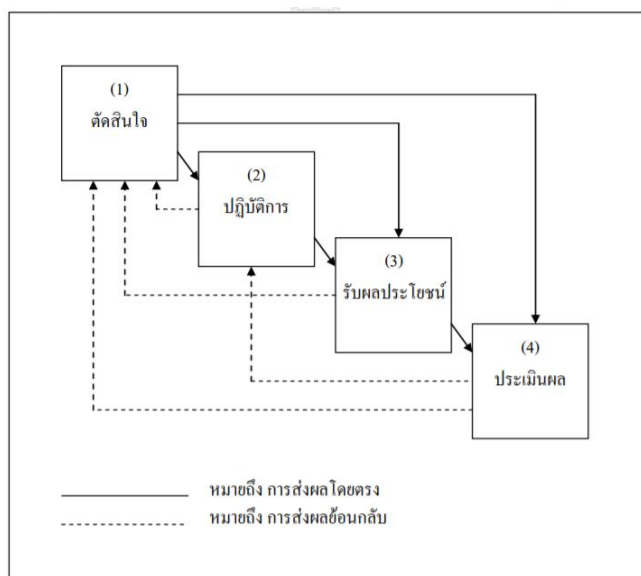 (1)
ตัดสินใจ
(2)
ปฏิบัติการ
(3)
รับผลประโยชน์
(4)
ประเมินผล
หมายถึง การส่งผลโดยตรง
หมายถึง การส่งผลย้อนกลับ